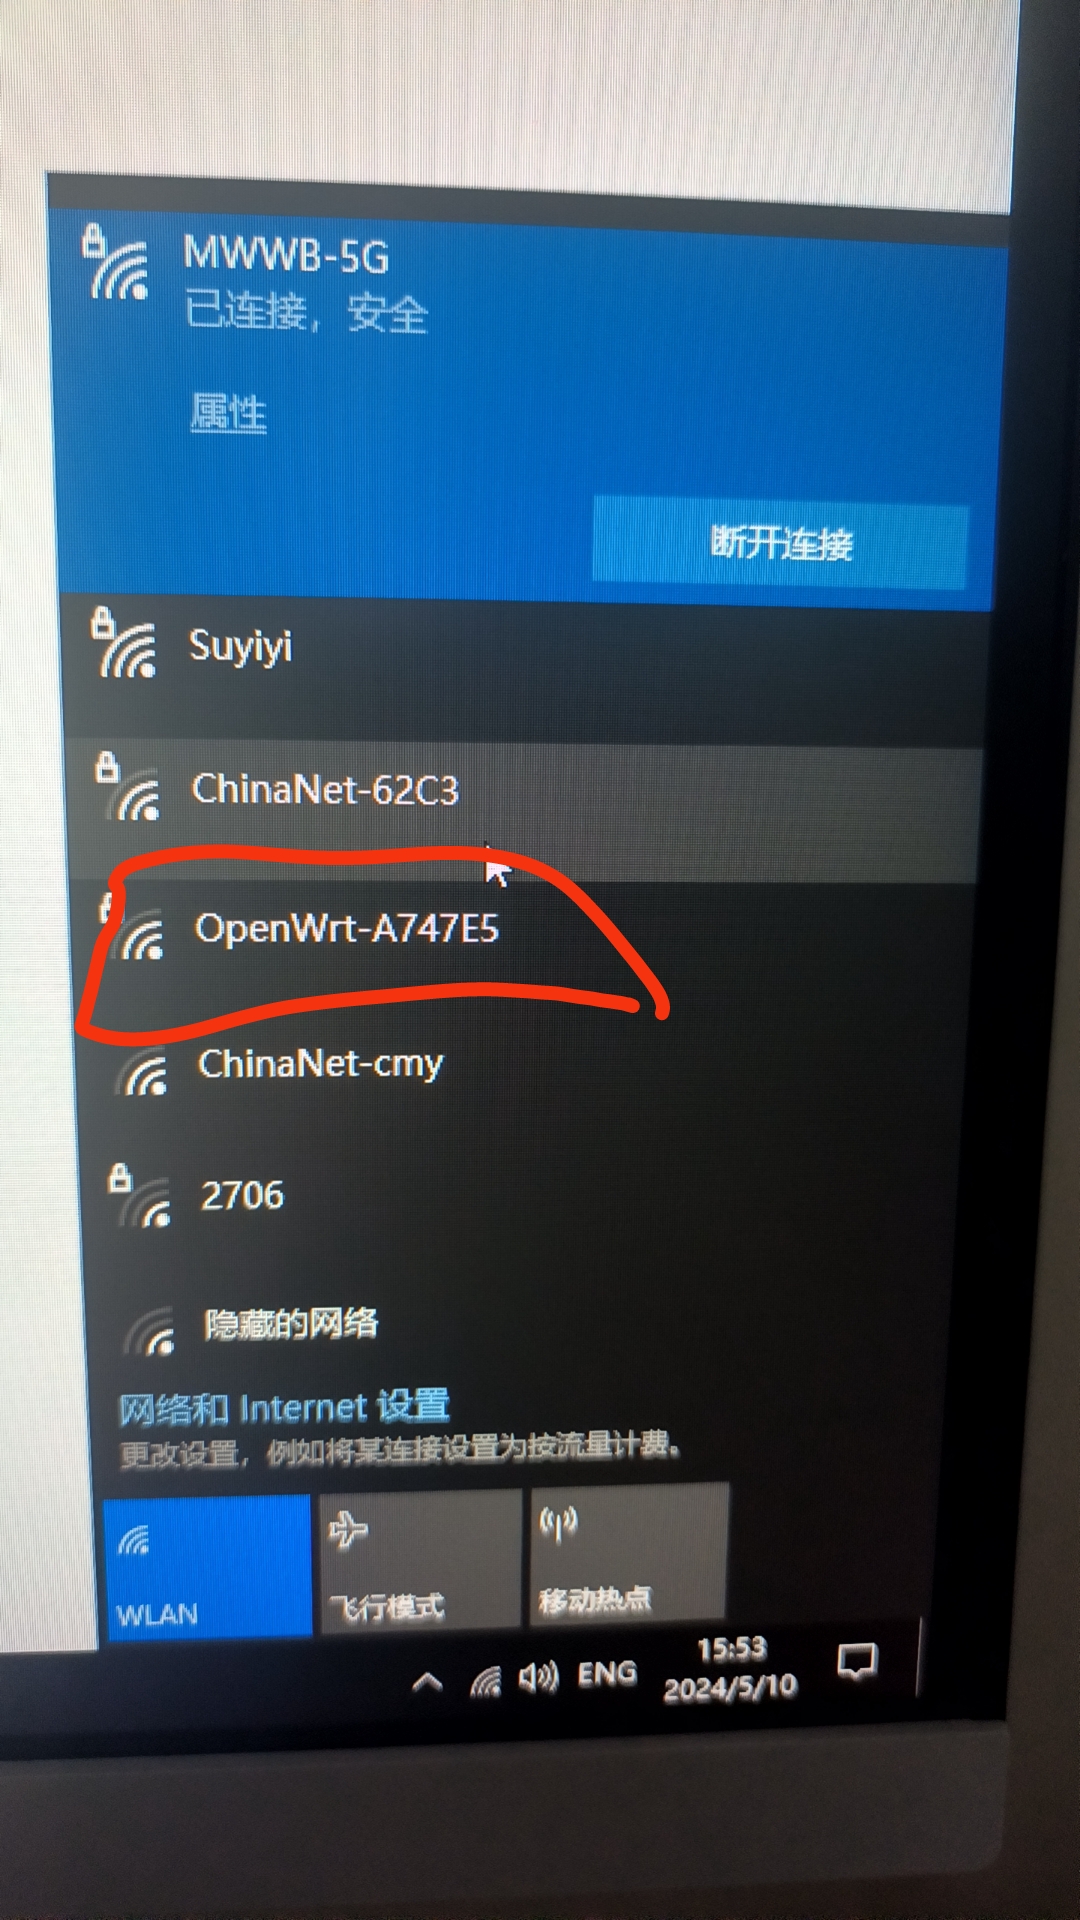 MWWB-5G
已连接，安全
属性
断开连接
Suyiyi
ChinaNet-62C3
OpenWrt-A747E5
ChinaNet-cmy
2706
隐藏的网络
网络和 Internet 设置
更改设置，例如将某连接设置为按流量计费。
WLAN
飞行模式
移动热点
ENG
15:53
2024/5/10